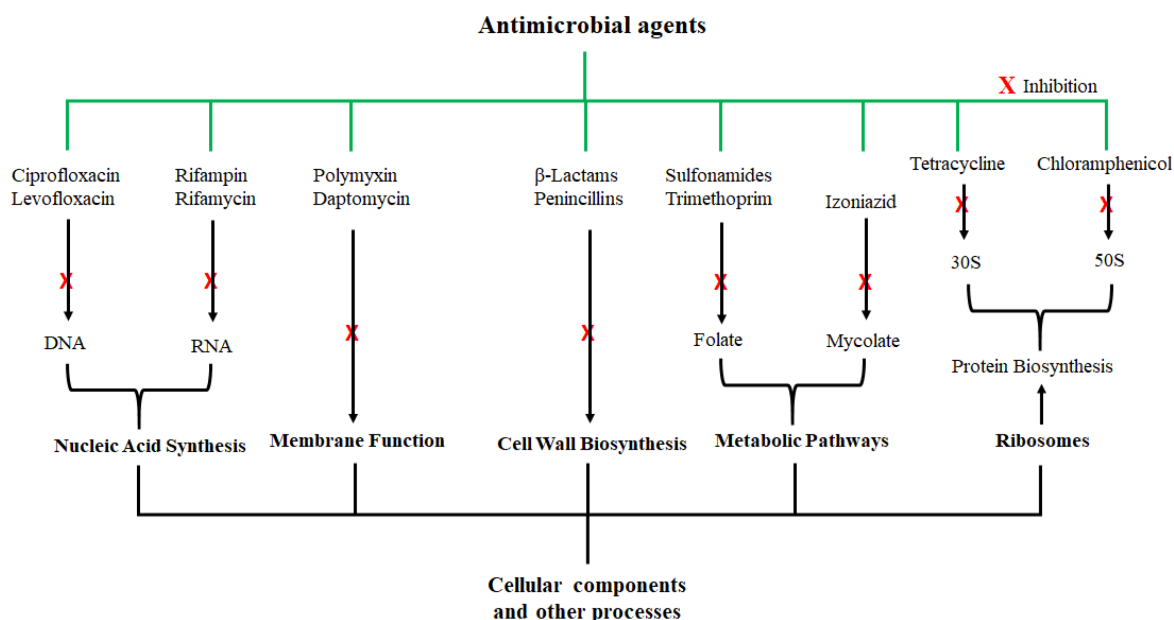 Antimicrobial agents
X Inhibition
Ciprofloxacin
Levofloxacin
Rifampin
Rifamycin
Polymyxin
Daptomycin
β-Lactams
Penincillins
Sulfonamides
Trimethoprim
Izoniazid
Tetracycline
Chloramphenicol
X
X
X
X
X
X
X
X
30S
50S
DNA
RNA
Folate
Mycolate
Protein Biosynthesis
Nucleic Acid Synthesis
Membrane Function
Cell Wall Biosynthesis
Metabolic Pathways
Ribosomes
Cellular components
and other processes